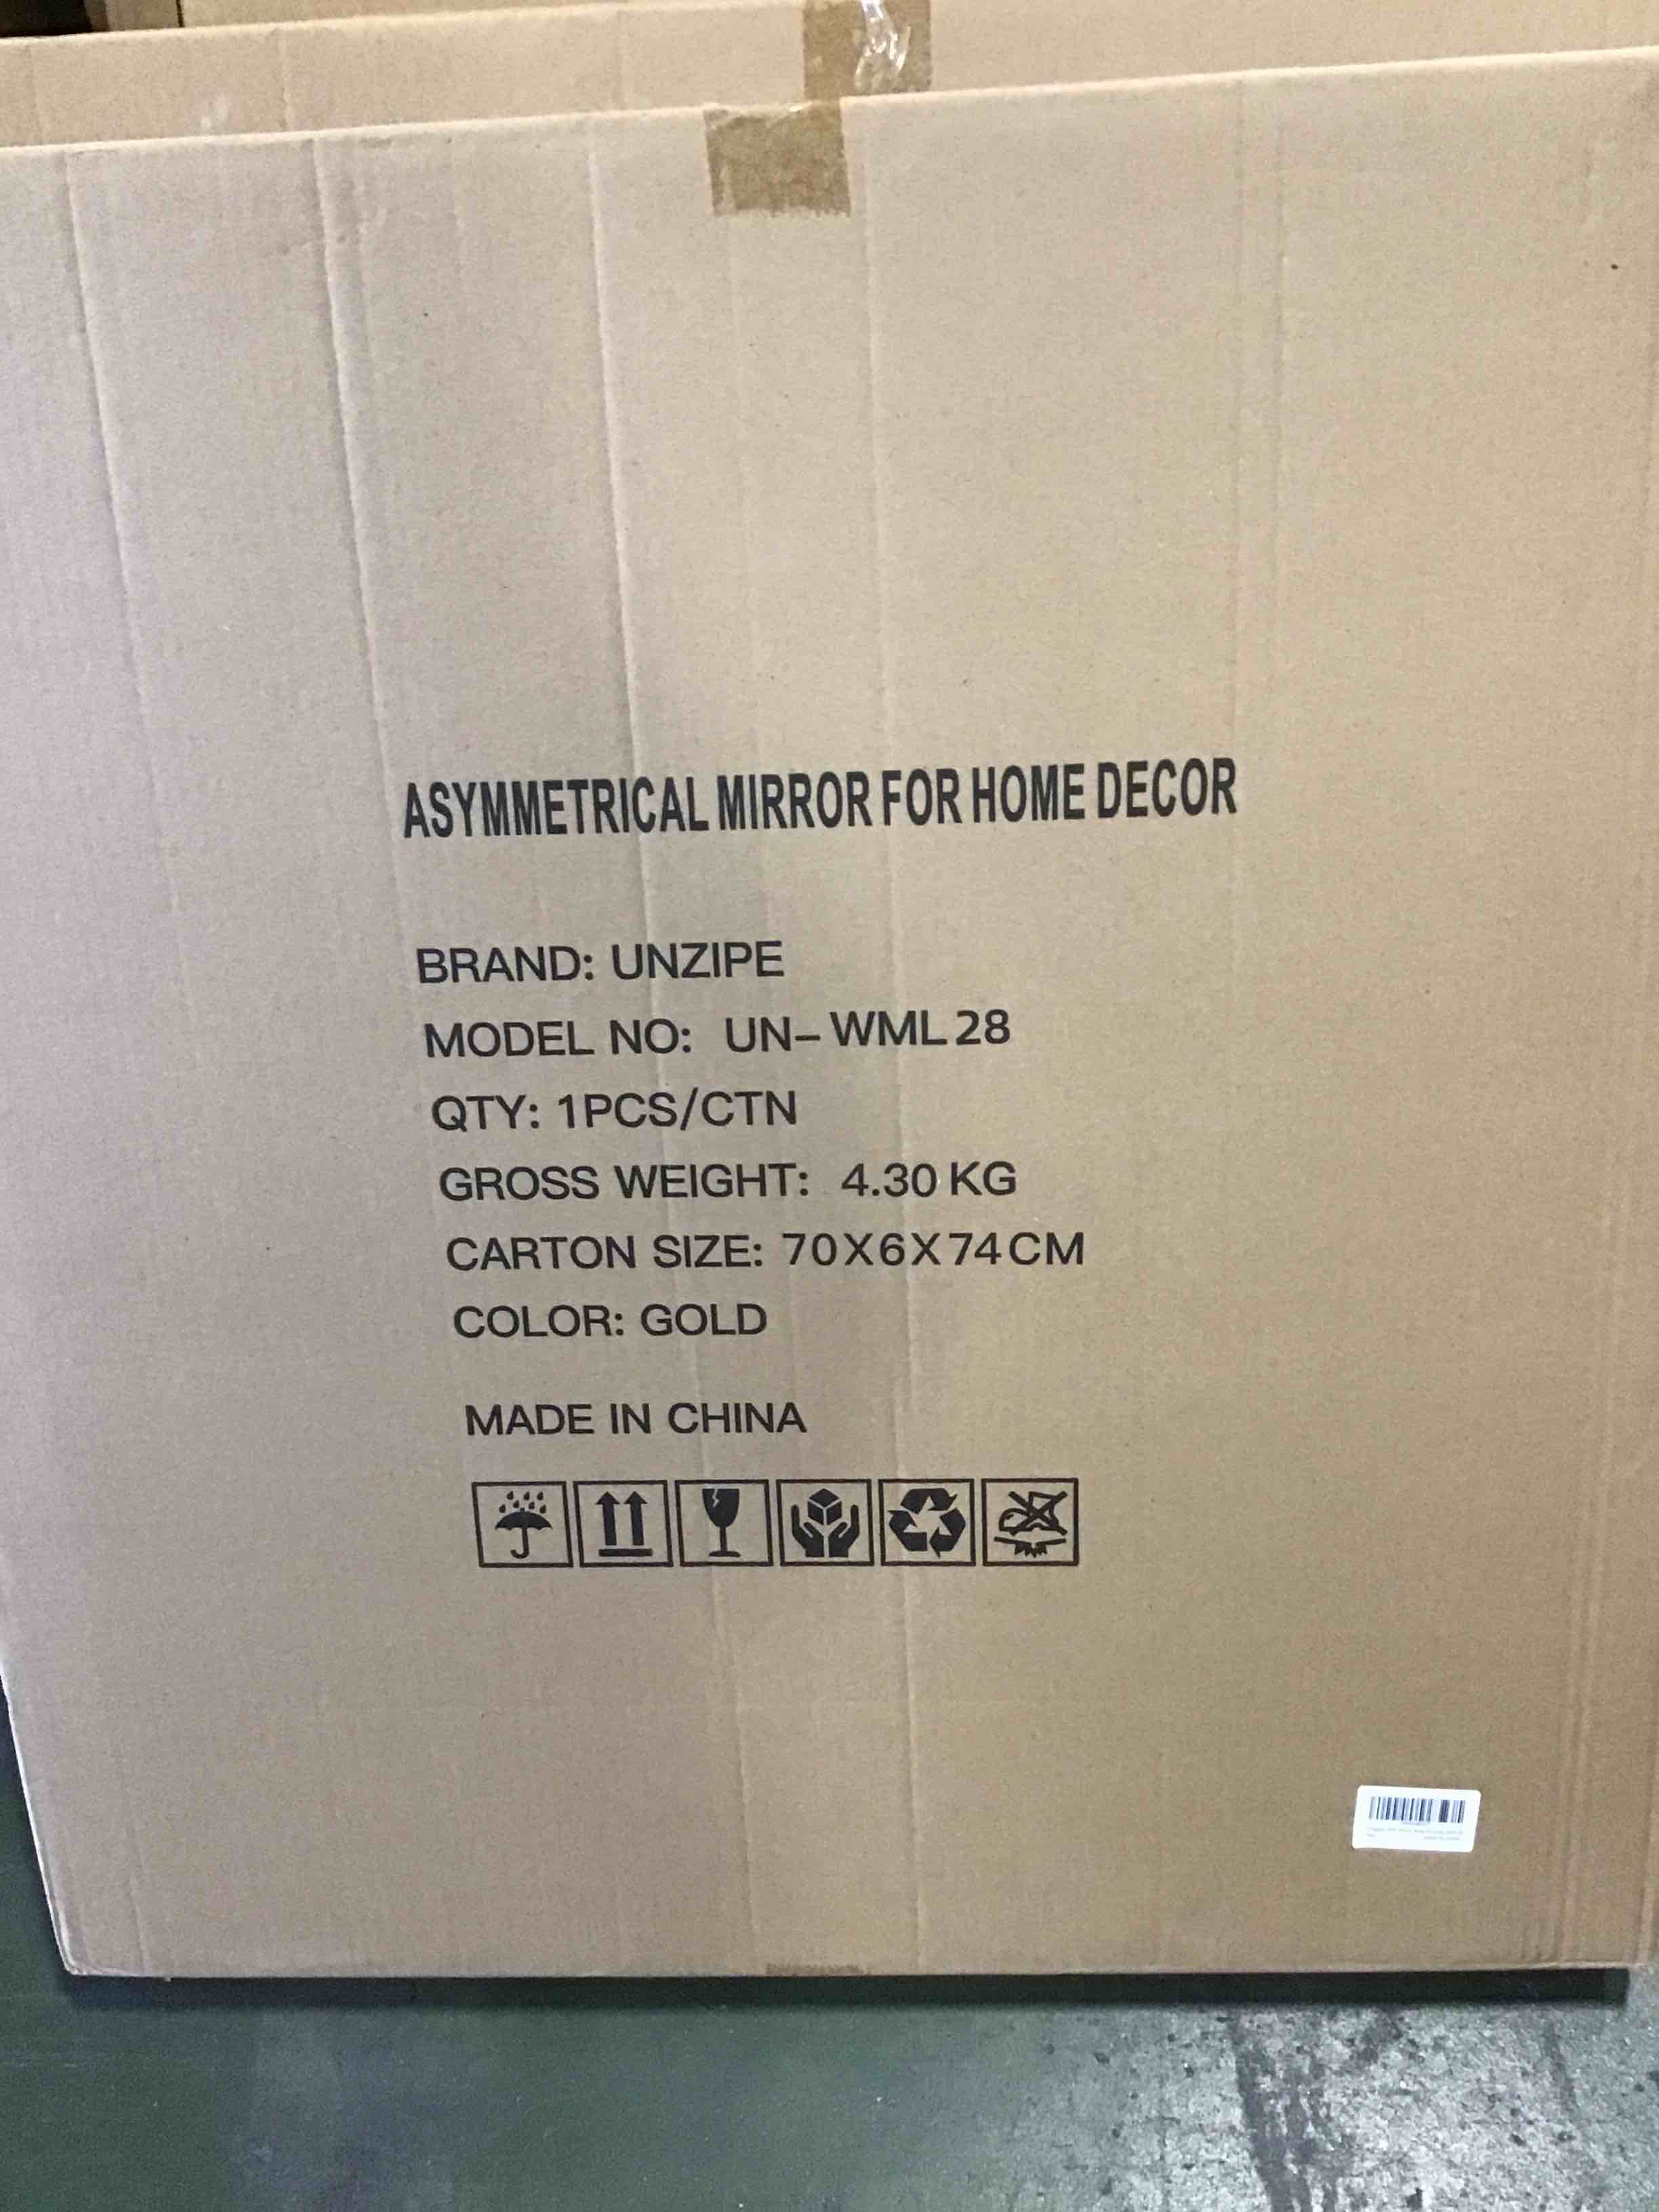 ASYMMETRICAL MIRROR FOR HOME DECOR
BRAND: UNZIPE
MODEL NO: UN-WML28
QTY: 1PCS/CTN
GROSS WEIGHT: 4.30 KG
CARTON SIZE: 70X6X74CM
COLOR: GOLD
MADE IN CHINA